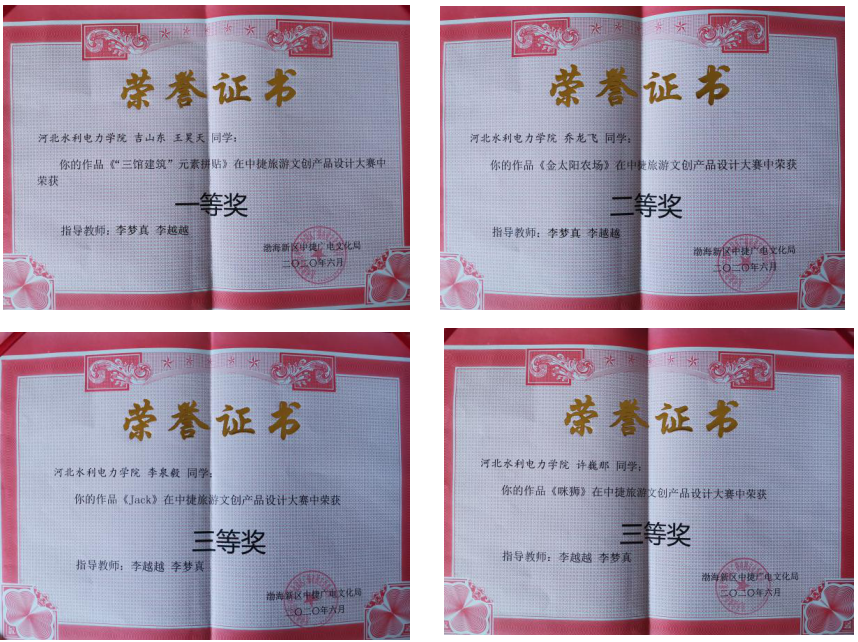 荣誉证书
河北水利电力学院 吉山东 王昊天 同学：
你的作品《“三馆建筑”元素拼贴》在中捷旅游文创产品设计大赛中
荣获
一等奖
指导教师：李梦真 李越越
渤海新区中捷广电文化局
二〇二〇年六月
荣誉证书
河北水利电力学院 乔龙飞 同学：
你的作品《金太阳农场》在中捷旅游文创产品设计大赛中荣获
二等奖
指导教师：李梦真 李越越
渤海新区中捷广电文化局
二〇二〇年六月
荣誉证书
河北水利电力学院 李泉毅 同学：
你的作品《Jack》在中捷旅游文创产品设计大赛中荣获
三等奖
指导教师：李越越 李梦真
渤海新区中捷广电文化局
二〇二〇年六月
荣誉证书
河北水利电力学院 许巍那 同学：
你的作品《咪狮》在中捷旅游文创产品设计大赛中荣获
三等奖
指导教师：李越越 李梦真
渤海新区中捷广电文化局
二〇二〇年六月